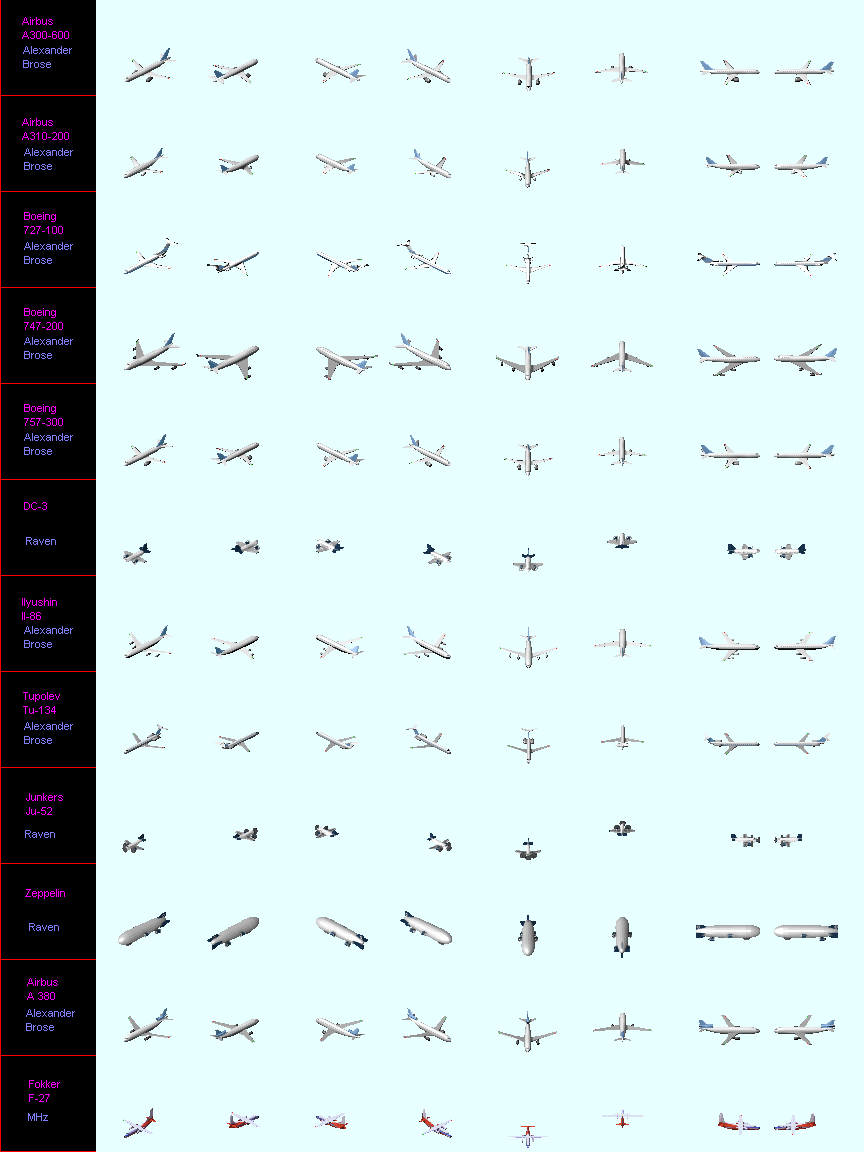 Airbus
A300-600
Alexander
Brose
Airbus
A310-200
Alexander
Brose
Boeing
727-100
Alexander
Brose
Boeing
747-200
Alexander
Brose
Boeing
757-300
Alexander
Brose
DC-3
Raven
Ilyushin
Il-86
Alexander
Brose
Tupolev
Tu-134
Alexander
Brose
Junkers
Ju-52
Raven
Zeppelin
Raven
Airbus
A 380
Alexander
Brose
Fokker
F-27
MHz